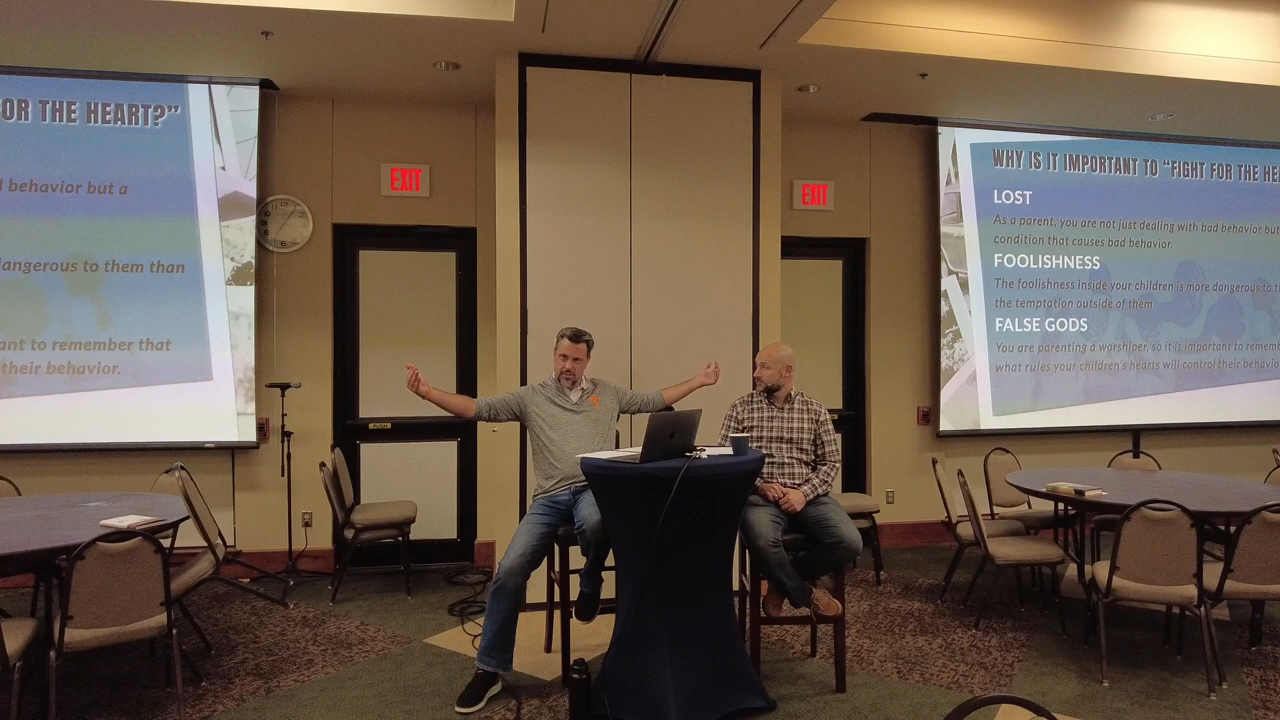 OR THE HEART?"
l behavior but a
dangerous to them than
ant to remember that
their behavior.
EXIT
PUSH
EXIT
WHY IS IT IMPORTANT TO "FIGHT FOR THE HEA
LOST
As a parent, you are not just dealing with bad behavior but
condition that causes bad behavior.
FOOLISHNESS
The foolishness inside your children is more dangerous to th
the temptation outside of them.
FALSE GODS
You are parenting a worshiper, so it is important to rememb
what rules your children's hearts will control their behavio